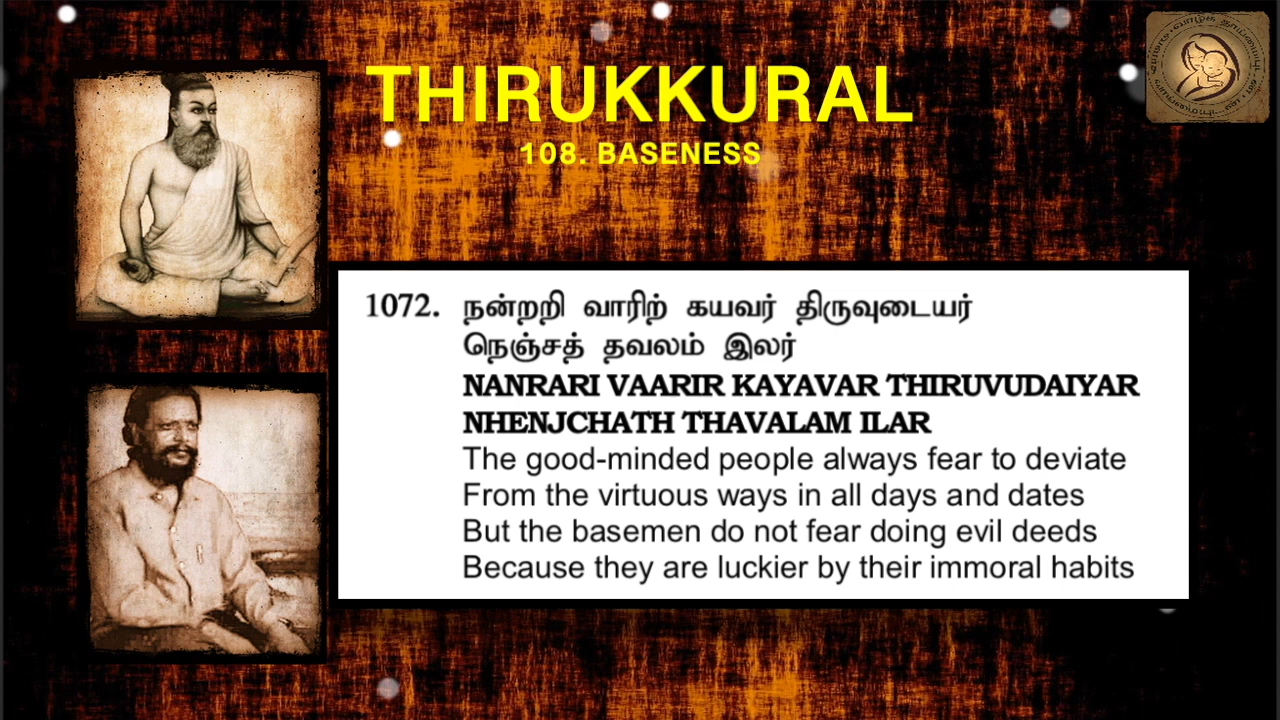 THIRUKKURAL
108. BASENESS
1072. நன்றறி வாரிற் கயவர் திருவுடையர்
நெஞ்சத் தவலம் இலர்
NANRARI VAARIR KAYAVAR THIRUVUDAIYAR
NHENJCHATH THAVALAM ILAR
The good-minded people always fear to deviate
From the virtuous ways in all days and dates
But the basemen do not fear doing evil deeds
Because they are luckier by their immoral habits